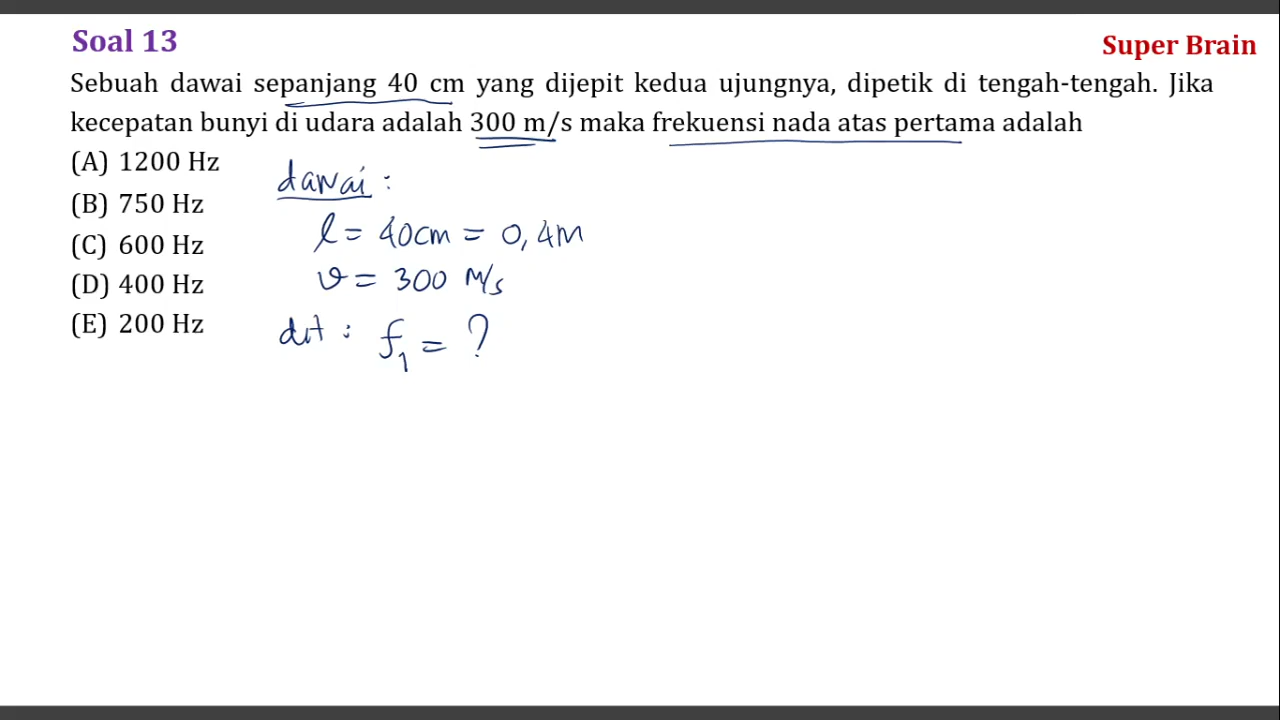 Soal 13
Super Brain
Sebuah dawai sepanjang 40 cm yang dijepit kedua ujungnya, dipetik di tengah-tengah. Jika
kecepatan bunyi di udara adalah 300 m/s maka frekuensi nada atas pertama adalah
(A) 1200 Hz
(B) 750 Hz
(C) 600 Hz
(D) 400 Hz
(E) 200 Hz
dawai :
l = 40cm = 0,4M
v = 300 M/s
dit : f₁ = ?